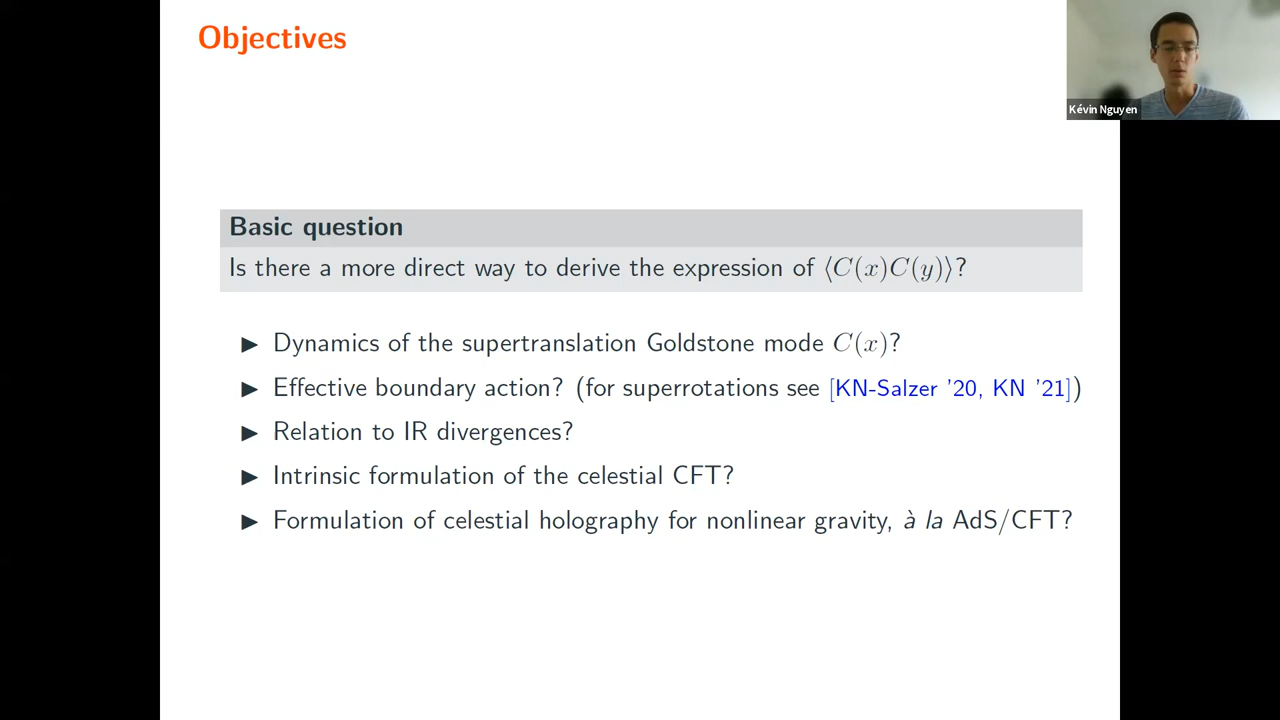 Objectives
Kévin Nguyen
Basic question
Is there a more direct way to derive the expression of ⟨C(x)C(y)⟩?
▶ Dynamics of the supertranslation Goldstone mode C(x)?
▶ Effective boundary action? (for superrotations see [KN-Salzer '20, KN '21])
▶ Relation to IR divergences?
▶ Intrinsic formulation of the celestial CFT?
▶ Formulation of celestial holography for nonlinear gravity, à la AdS/CFT?